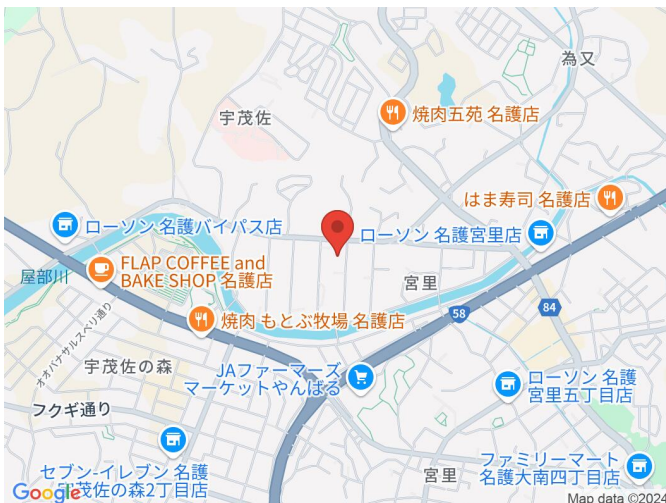 為又
焼肉五苑 名護店
宇茂佐
はま寿司 名護店
ローソン 名護バイパス店
ローソン 名護宮里店
屋部川
FLAP COFFEE and
BAKE SHOP 名護店
宮里
オオバナサルスベリ通り
焼肉 もとぶ牧場 名護店
58
84
宇茂佐の森
JAファーマーズ
マーケットやんばる
ローソン 名護
宮里五丁目店
フクギ通り
セブン-イレブン 名護
宇茂佐の森2丁目店
宮里
ファミリーマート
名護大南四丁目店
Google
Map data ©2024